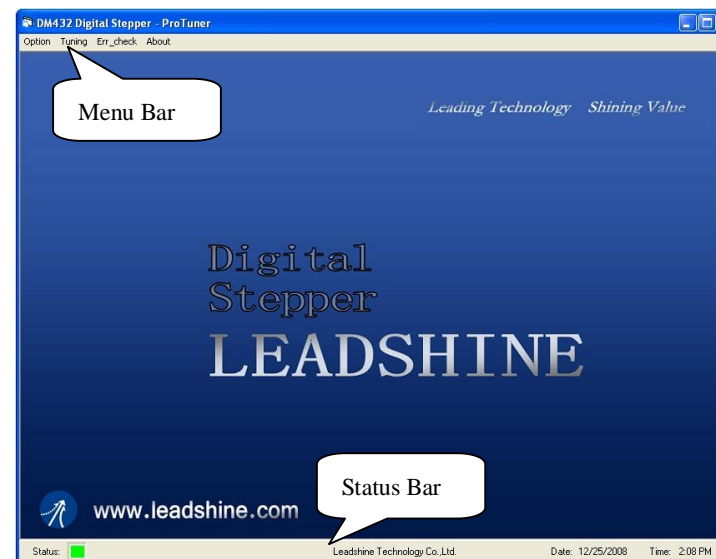 DM432 Digital Stepper - ProTuner
Option Tuning Err_check About
Menu Bar
Leading Technology Shining Value
Digital
Stepper
LEADSHINE
Status Bar
www.leadshine.com
Status: Leadshine Technology Co.,Ltd. Date: 12/25/2008 Time: 2:08 PM